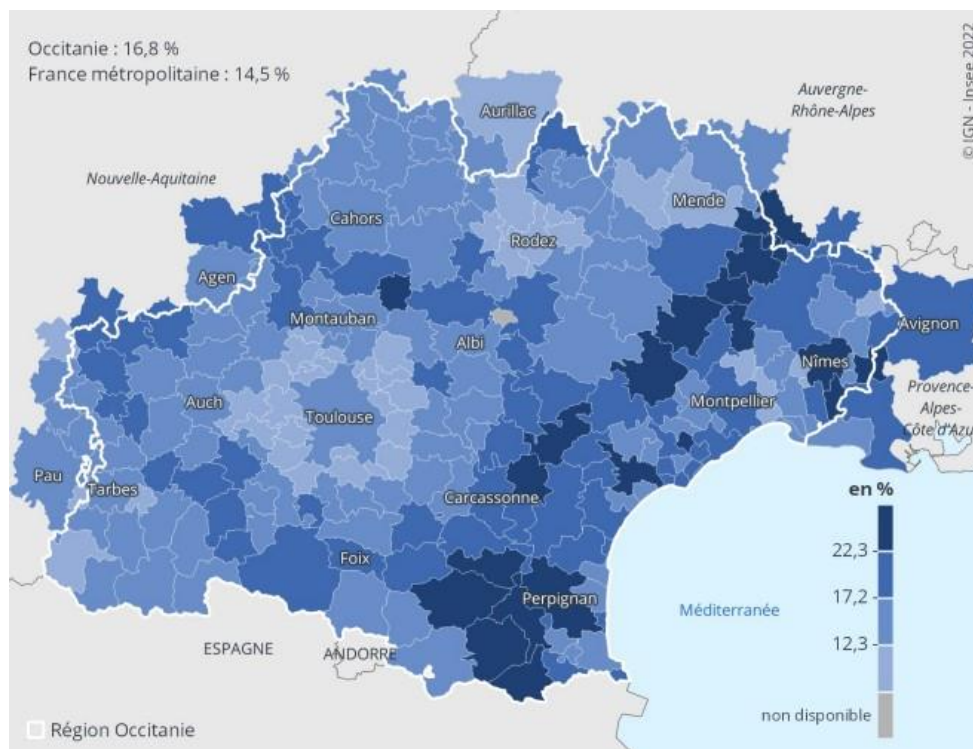 Occitanie : 16,8 %
France métropolitaine : 14,5 %
© IGN - Insee 2022
Auvergne-
Rhône-Alpes
Aurillac
Nouvelle-Aquitaine
Mende
Cahors
Rodez
Agen
Montauban
Avignon
Albi
Nîmes
Provence-
Alpes-
Côte d'Azur
Auch
Montpellier
Toulouse
Pau
Tarbes
Carcassonne
en %
Foix
22,3
Perpignan
17,2
Méditerranée
12,3
ESPAGNE
ANDORRE
non disponible
Région Occitanie